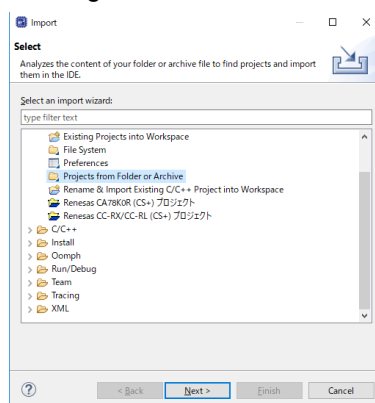 Import
Select
Analyzes the content of your folder or archive file to find projects and import
them in the IDE.
Select an import wizard:
type filter text
Existing Projects into Workspace
File System
Preferences
Projects from Folder or Archive
Rename & Import Existing C/C++ Project into Workspace
Renesas CA78K0R (CS+) プロジェクト
Renesas CC-RX/CC-RL (CS+) プロジェクト
C/C++
Install
Oomph
Run/Debug
Team
Tracing
XML
< Back
Next >
Finish
Cancel